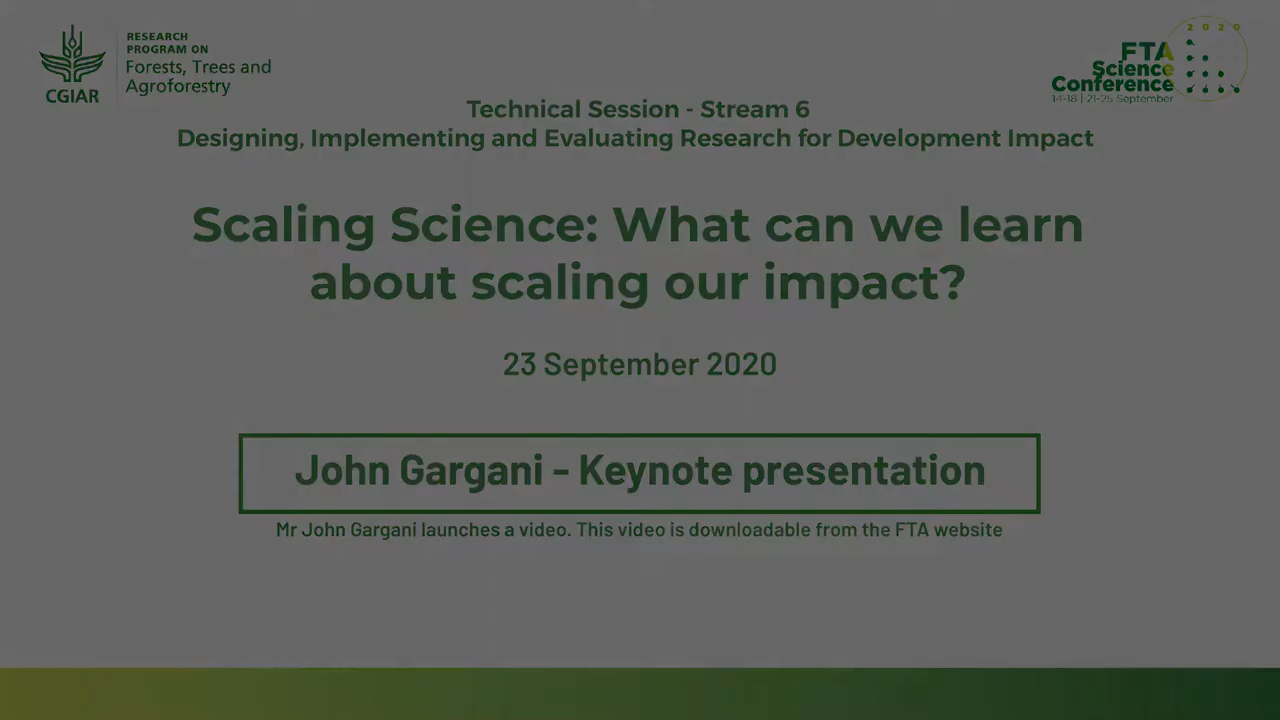 RESEARCH
PROGRAM ON
Forests, Trees and
Agroforestry
CGIAR
2020
FTA
Science
Conference
14-18 | 21-25 September
Technical Session - Stream 6
Designing, Implementing and Evaluating Research for Development Impact
Scaling Science: What can we learn
about scaling our impact?
23 September 2020
John Gargani - Keynote presentation
Mr John Gargani launches a video. This video is downloadable from the FTA website